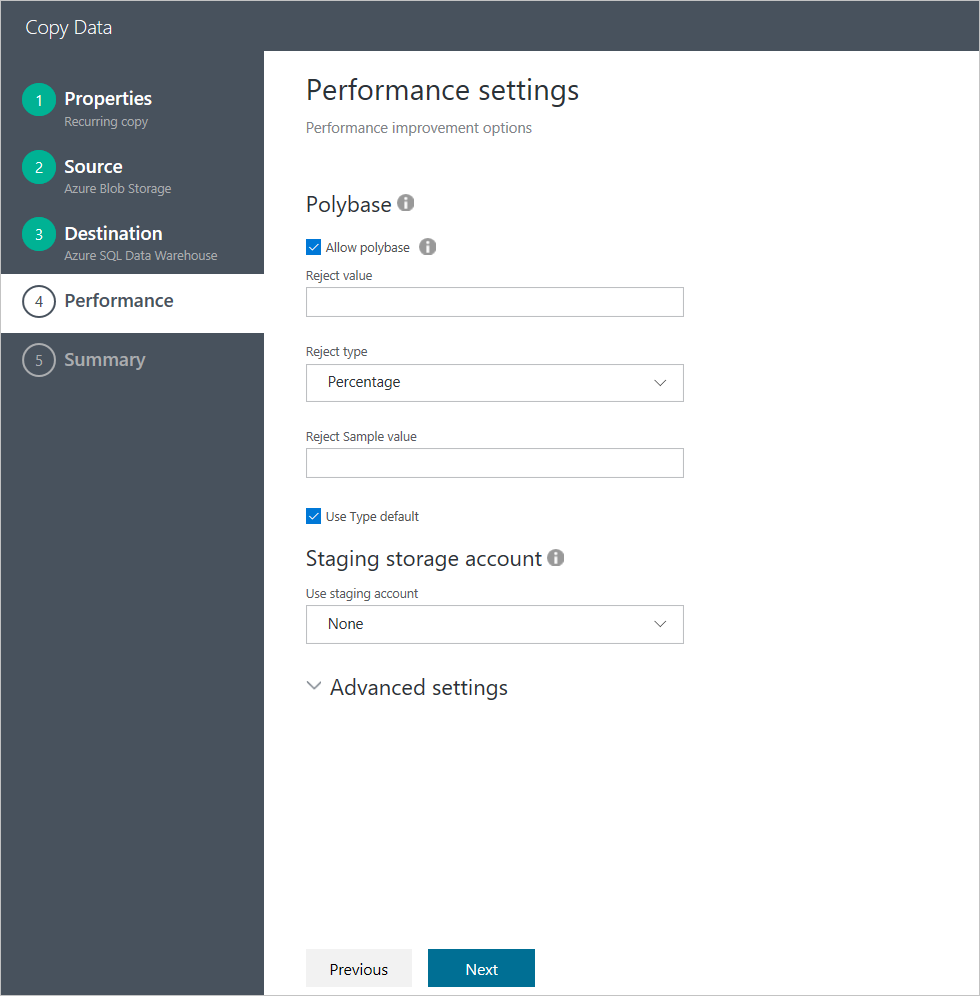 Copy Data
1 Properties
Recurring copy
2 Source
Azure Blob Storage
3 Destination
Azure SQL Data Warehouse
4 Performance
5 Summary
Performance settings
Performance improvement options
Polybase
Allow polybase
Reject value
Reject type
Percentage
Reject Sample value
Use Type default
Staging storage account
Use staging account
None
Advanced settings
Previous Next